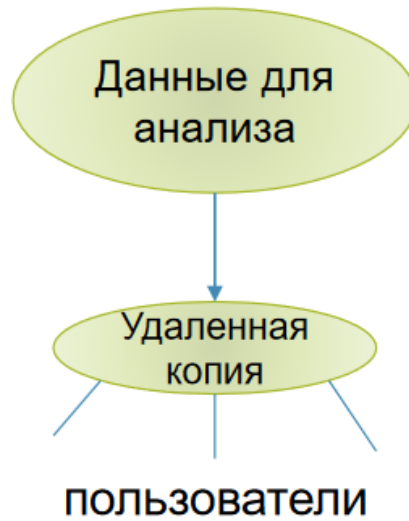 Данные для
анализа
Удаленная
копия
пользователи